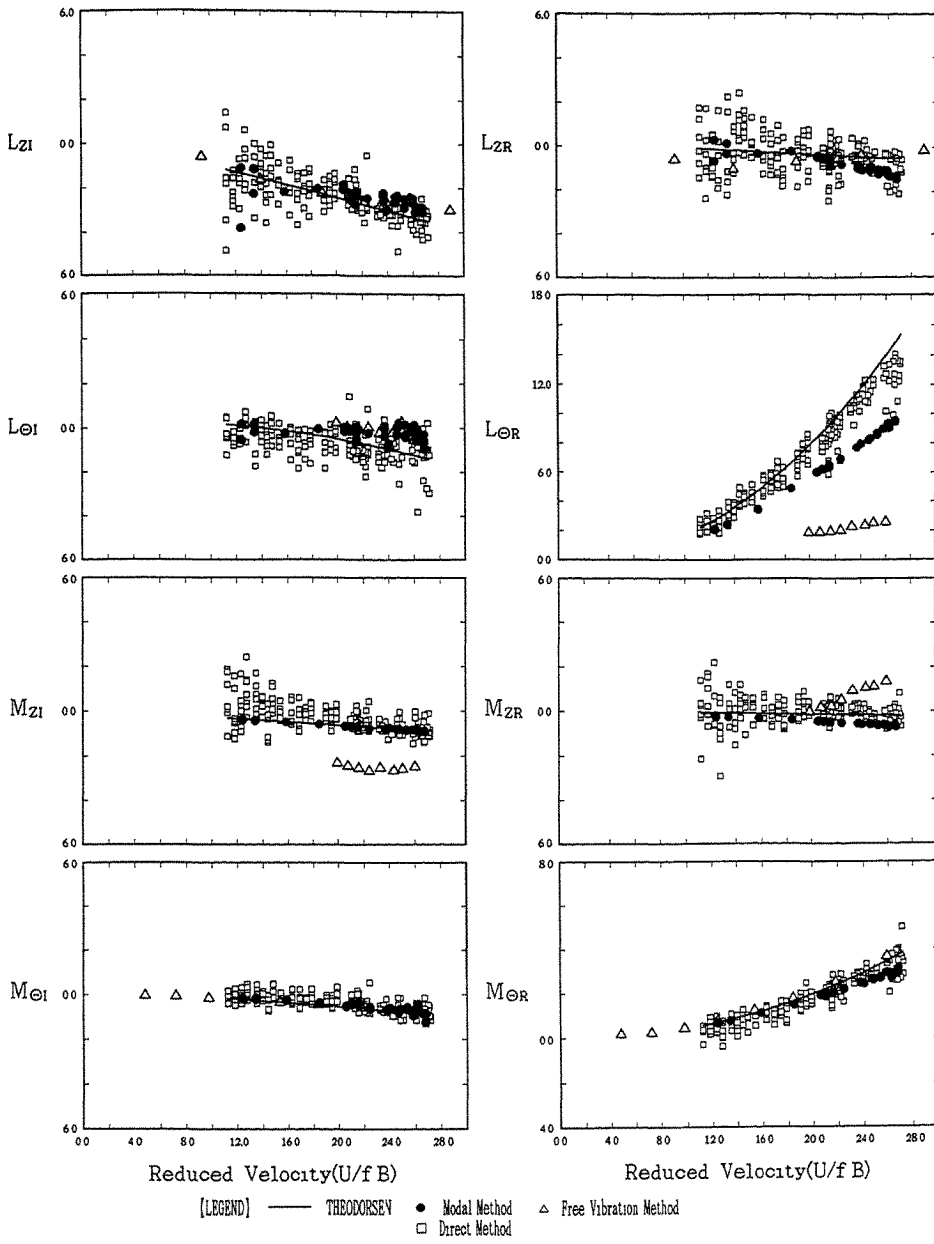 6.0
L_ZI
0 0
6 0
6.0
L_ZR
0 0
6 0
6 0
L_ΘI
0 0
6 0
18 0
12.0
L_ΘR
6 0
0 0
6 0
M_ZI
0 0
6 0
6 0
M_ZR
0 0
6 0
6 0
M_ΘI
0 0
6 0
8 0
M_ΘR
0 0
4 0
0 0 4 0 8 0 12.0 16 0 20 0 24 0 28 0
0 0 4 0 8 0 12.0 16 0 20 0 24 0 28 0
Reduced Velocity(U/f B)
Reduced Velocity(U/f B)
[LEGEND] THEODORSEN Modal Method Free Vibration Method
Direct Method